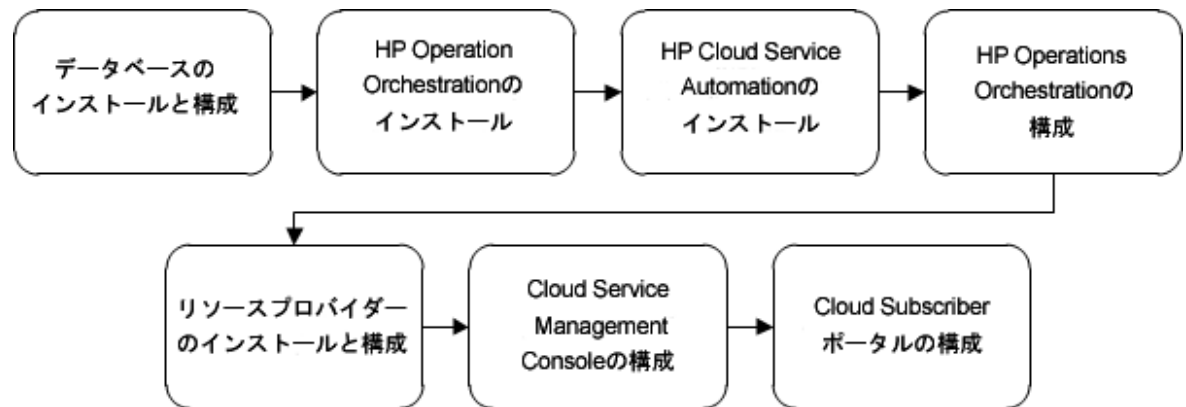 データベースの
インストールと構成
HP Operation
Orchestrationの
インストール
HP Cloud Service
Automationの
インストール
HP Operations
Orchestrationの
構成
リソースプロバイダー
のインストールと構成
Cloud Service
Management
Consoleの構成
Cloud Subscriber
ポータルの構成